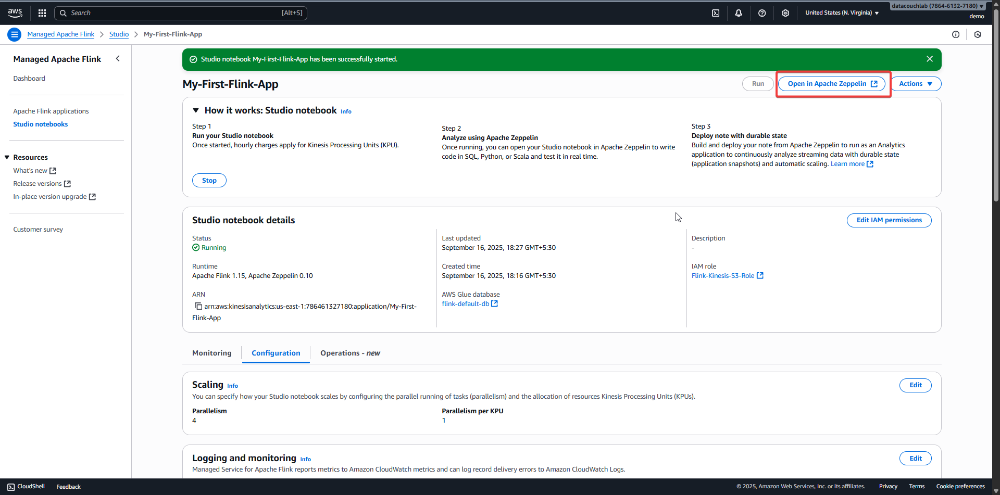 aws
Search
[Alt+S]
United States (N. Virginia)
datacouchlab (7864-6132-7180)
demo
Managed Apache Flink
Studio
My-First-Flink-App
Managed Apache Flink
Dashboard
Apache Flink applications
Studio notebooks
Resources
What's new
Release versions
In-place version upgrade
Customer survey
Studio notebook My-First-Flink-App has been successfully started.
My-First-Flink-App
Run
Open in Apache Zeppelin
Actions
How it works: Studio notebook Info
Step 1
Run your Studio notebook
Once started, hourly charges apply for Kinesis Processing Units (KPU).
Stop
Step 2
Analyze using Apache Zeppelin
Once running, you can open your Studio notebook in Apache Zeppelin to write
code in SQL, Python, or Scala and test it in real time.
Step 3
Deploy note with durable state
Build and deploy your note from Apache Zeppelin to run as an Analytics
application to continuously analyze streaming data with durable state
(application snapshots) and automatic scaling. Learn more
Studio notebook details
Edit IAM permissions
Status
Running
Runtime
Apache Flink 1.15, Apache Zeppelin 0.10
ARN
arn:aws:kinesisanalytics:us-east-1:786461327180:application/My-First-
Flink-App
Last updated
September 16, 2025, 18:27 GMT+5:30
Created time
September 16, 2025, 18:16 GMT+5:30
AWS Glue database
flink-default-db
Description
-
IAM role
Flink-Kinesis-S3-Role
Monitoring
Configuration
Operations - new
Scaling Info
Edit
You can specify how your Studio notebook scales by configuring the parallel running of tasks (parallelism) and the allocation of resources Kinesis Processing Units (KPUs).
Parallelism
4
Parallelism per KPU
1
Logging and monitoring Info
Edit
Managed Service for Apache Flink reports metrics to Amazon CloudWatch metrics and can log record delivery errors to Amazon CloudWatch Logs.
CloudShell
Feedback
© 2025, Amazon Web Services, Inc. or its affiliates.
Privacy
Terms
Cookie preferences